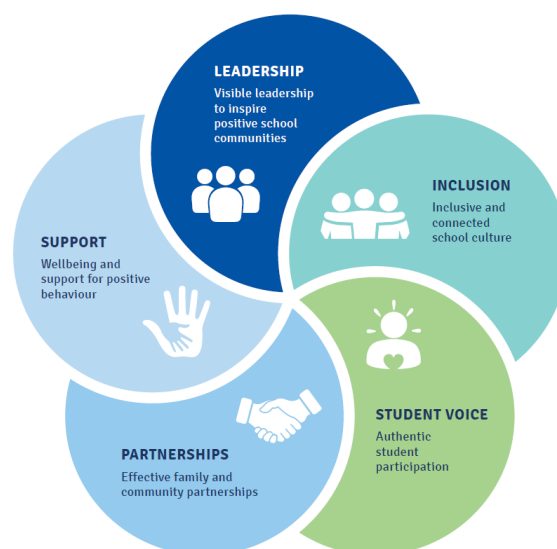 LEADERSHIP
Visible leadership
to inspire
positive school
communities
INCLUSION
Inclusive and
connected
school culture
STUDENT VOICE
Authentic
student
participation
PARTNERSHIPS
Effective family and
community partnerships
SUPPORT
Wellbeing and
support for positive
behaviour